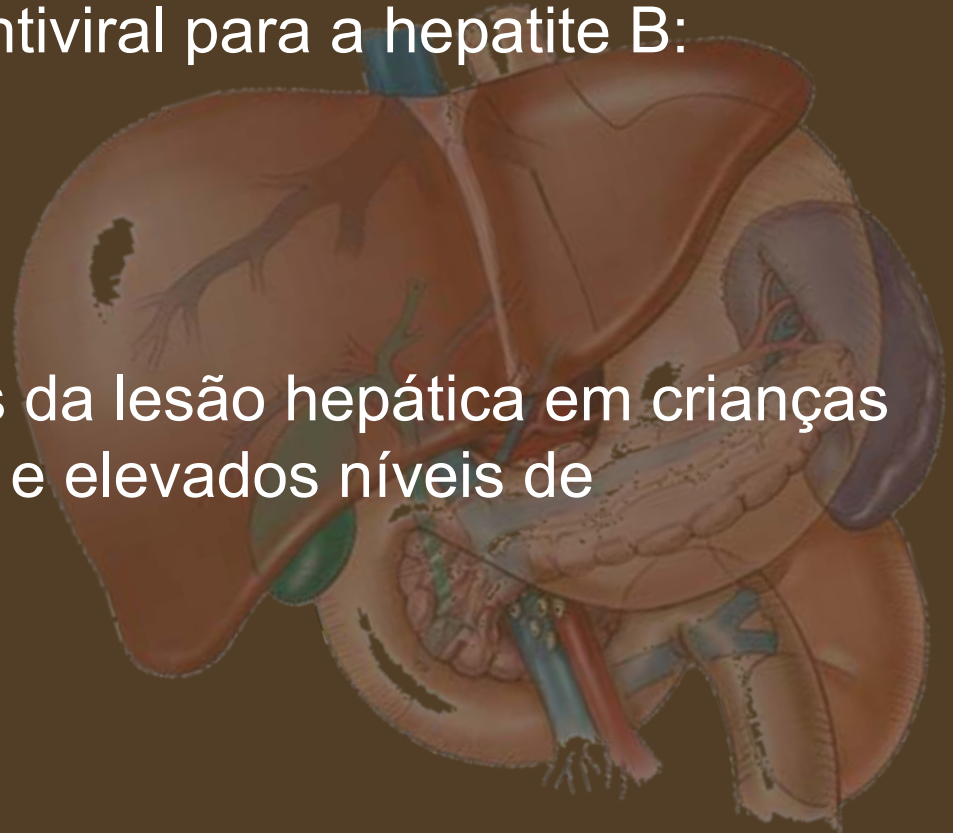 ntiviral para a hepatite B:
s da lesão hepática em crianças
e elevados níveis de